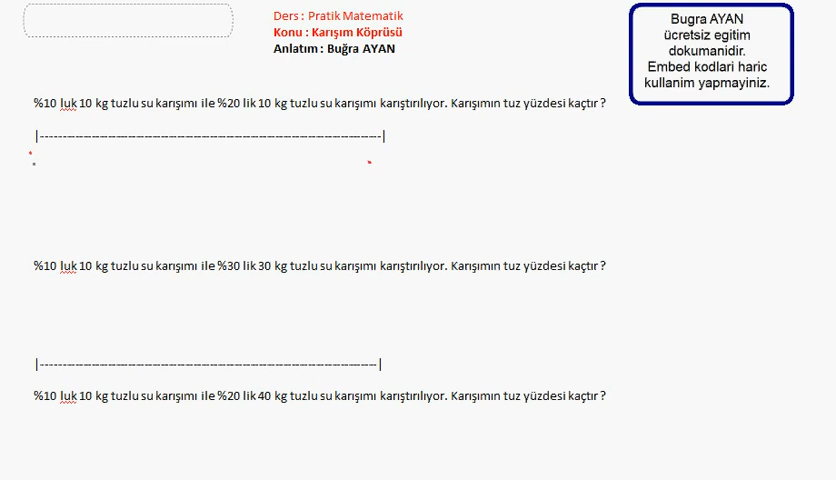 Ders : Pratik Matematik
Konu : Karışım Köprüsü
Anlatım : Buğra AYAN
Bugra AYAN
ücretsiz egitim
dokumanidir.
Embed kodlari haric
kullanim yapmayiniz.
%10 luk 10 kg tuzlu su karışımı ile %20 lik 10 kg tuzlu su karışımı karıştırılıyor. Karışımın tuz yüzdesi kaçtır ?
%10 luk 10 kg tuzlu su karışımı ile %30 lik 30 kg tuzlu su karışımı karıştırılıyor. Karışımın tuz yüzdesi kaçtır ?
%10 luk 10 kg tuzlu su karışımı ile %20 lik 40 kg tuzlu su karışımı karıştırılıyor. Karışımın tuz yüzdesi kaçtır ?